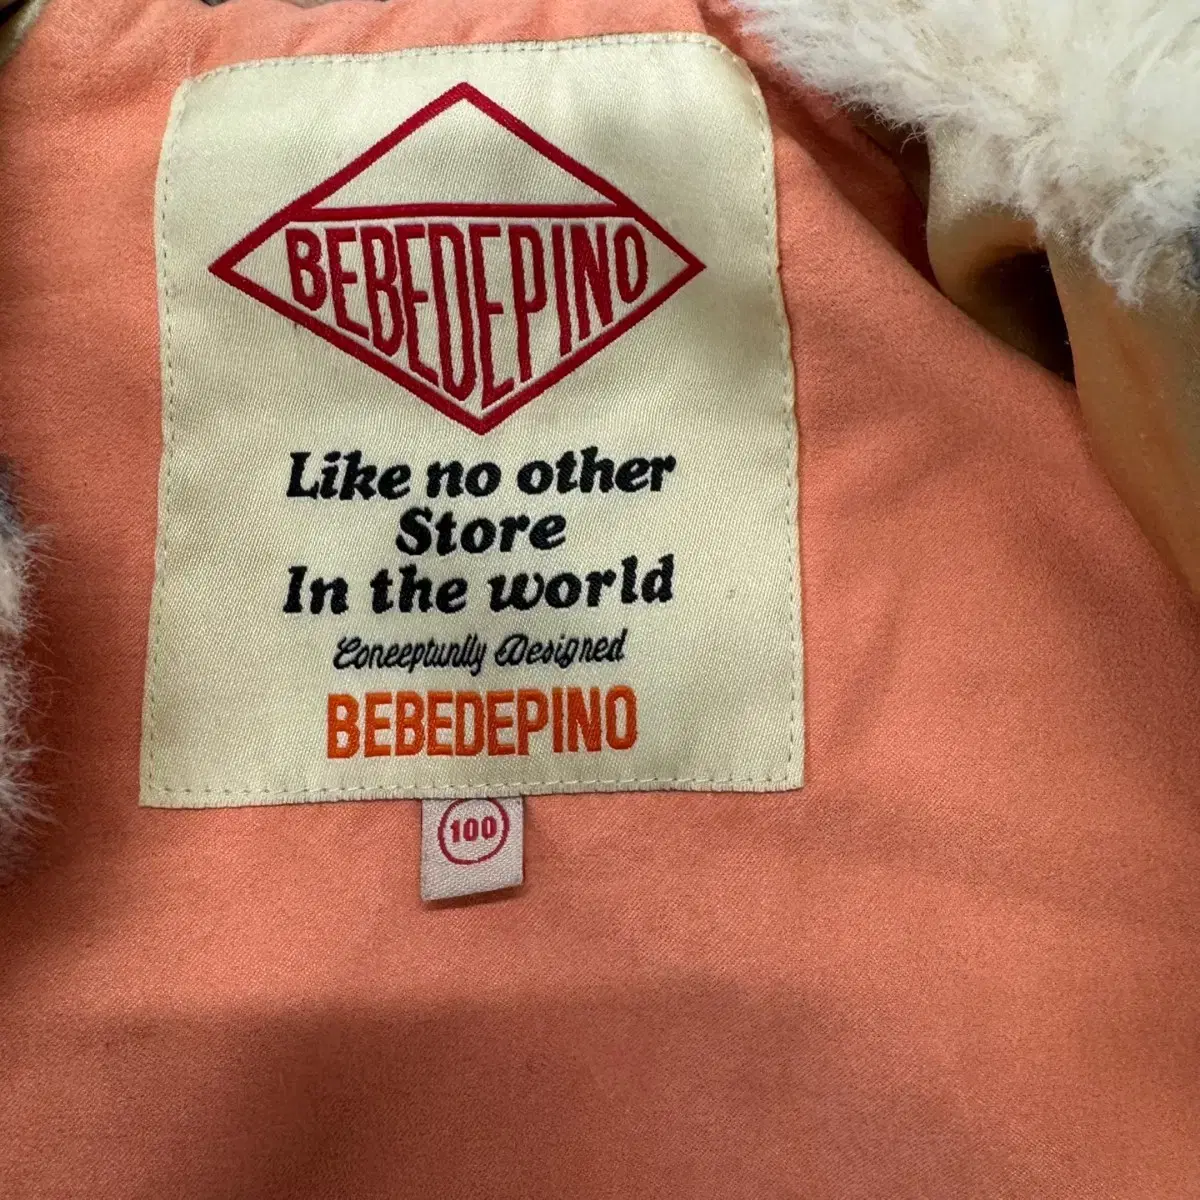 BEBEDEPINO
Like no other
Store
In the world
Coneeptunlly Designed
BEBEDEPINO
100